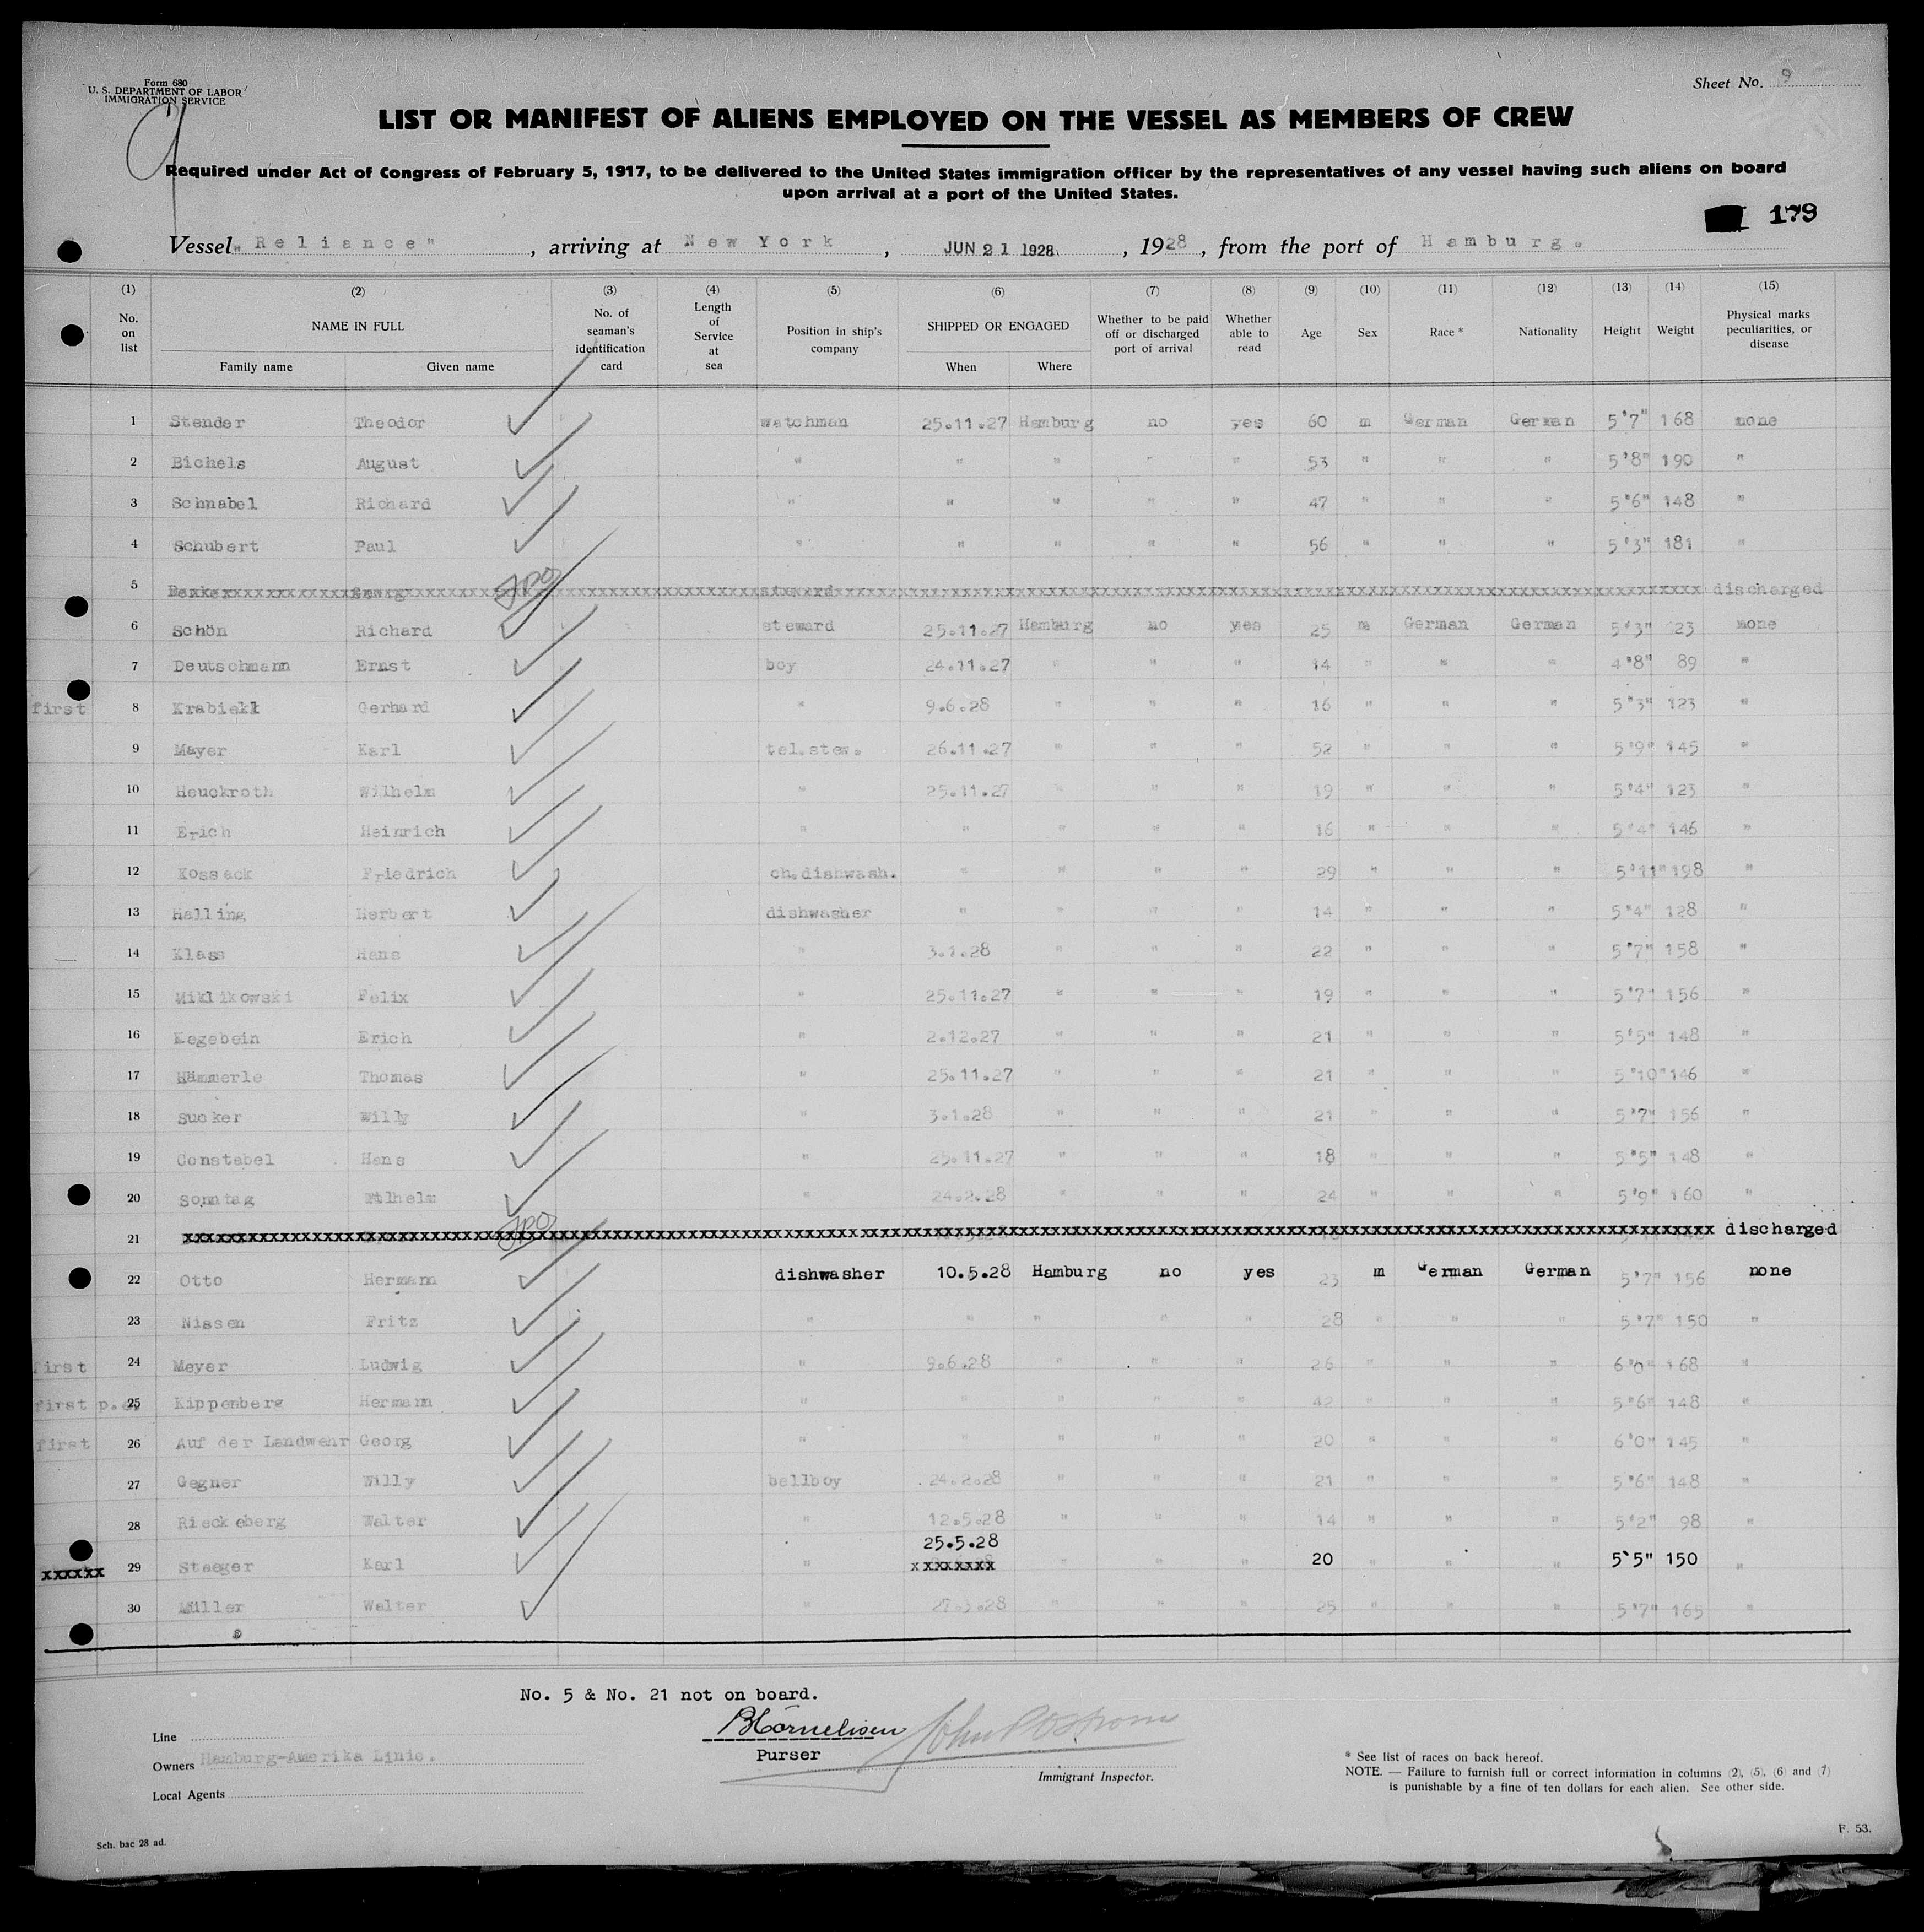 Form 680
U. S. DEPARTMENT OF LABOR
IMMIGRATION SERVICE
Sheet No. 9
LIST OR MANIFEST OF ALIENS EMPLOYED ON THE VESSEL AS MEMBERS OF CREW
Required under Act of Congress of February 5, 1917, to be delivered to the United States immigration officer by the representatives of any vessel having such aliens on board
upon arrival at a port of the United States.
179
Vessel "Reliance", arriving at New York, JUN 21 1928, 1928, from the port of Hamburg.
(1) (2) (3) (4) (5) (6) (7) (8) (9) (10) (11) (12) (13) (14) (15)
No. on list NAME IN FULL Family name Given name No. of seaman's identification card Length of Service at sea Position in ship's company SHIPPED OR ENGAGED When Where Whether to be paid off or discharged port of arrival Whether able to read Age Sex Race * Nationality Height Weight Physical marks peculiarities, or disease
1 Stender Theodor watchman 25.11.27 Hamburg no yes 60 m German German 5'7" 168 none
2 Bichels August " " " " " 53 " " " 5'8" 190 "
3 Schnabel Richard " " " " " 47 " " " 5'6" 148 "
4 Schubert Paul " " " " " 56 " " " 5'3" 181 "
5 steward discharged
6 Schön Richard steward 25.11.27 Hamburg no yes 25 m German German 5'3" 123 none
7 Deutschmann Ernst boy 24.11.27 " " " 14 " " " 4'8" 89 "
first 8 Krabiell Gerhard " 9.6.28 " " " 16 " " " 5'3" 123 "
9 Mayer Karl tel.stew. 26.11.27 " " " 52 " " " 5'9" 145 "
10 Heuckroth Wilhelm " 25.11.27 " " " 19 " " " 5'4" 123 "
11 Erich Heinrich " " " " " 16 " " " 5'4" 146 "
12 Kossack Friedrich ch.dishwash. " " " " 29 " " " 5'11" 198 "
13 Halling Herbert dishwasher " " " " 14 " " " 5'4" 128 "
14 Klass Hans " 3.1.28 " " " 22 " " " 5'7" 158 "
15 Miklikowski Felix " 25.11.27 " " " 19 " " " 5'7" 156 "
16 Kegebein Erich " 2.12.27 " " " 21 " " " 5'5" 148 "
17 Hämmerle Thomas " 25.11.27 " " " 21 " " " 5'10" 146 "
18 Sucker Willy " 3.1.28 " " " 21 " " " 5'7" 156 "
19 Constabel Hans " 25.11.27 " " " 18 " " " 5'5" 148 "
20 Sonntag Wilhelm " 24.2.28 " " " 24 " " " 5'9" 160 "
21 discharged
22 Otto Hermann dishwasher 10.5.28 Hamburg no yes 23 m German German 5'7" 156 none
23 Nissen Fritz " " " " " 28 " " " 5'7" 150 "
first 24 Meyer Ludwig " 9.6.28 " " " 26 " " " 6'0" 168 "
first 25 Kippenberg Hermann " " " " " 42 " " " 5'6" 148 "
first 26 Auf der Landwehr Georg " " " " " 20 " " " 6'0" 145 "
27 Gegner Willy bellboy 24.2.28 " " " 21 " " " 5'6" 148 "
28 Rieckeberg Walter " 12.5.28 " " " 14 " " " 5'2" 98 "
25.5.28
xxxxxx 29 Staeger Karl " xxxxxxxx " " " 20 " " " 5'5" 150 "
30 Müller Walter " 27.3.28 " " " 25 " " " 5'7" 165 "
No. 5 & No. 21 not on board.
BCornelisen
Purser
Immigrant Inspector.
Line
Owners Hamburg-Amerika Linie.
Local Agents
* See list of races on back hereof.
NOTE. — Failure to furnish full or correct information in columns (2), (5), (6) and (7)
is punishable by a fine of ten dollars for each alien. See other side.
Sch. bac 28 ad.
F. 53.